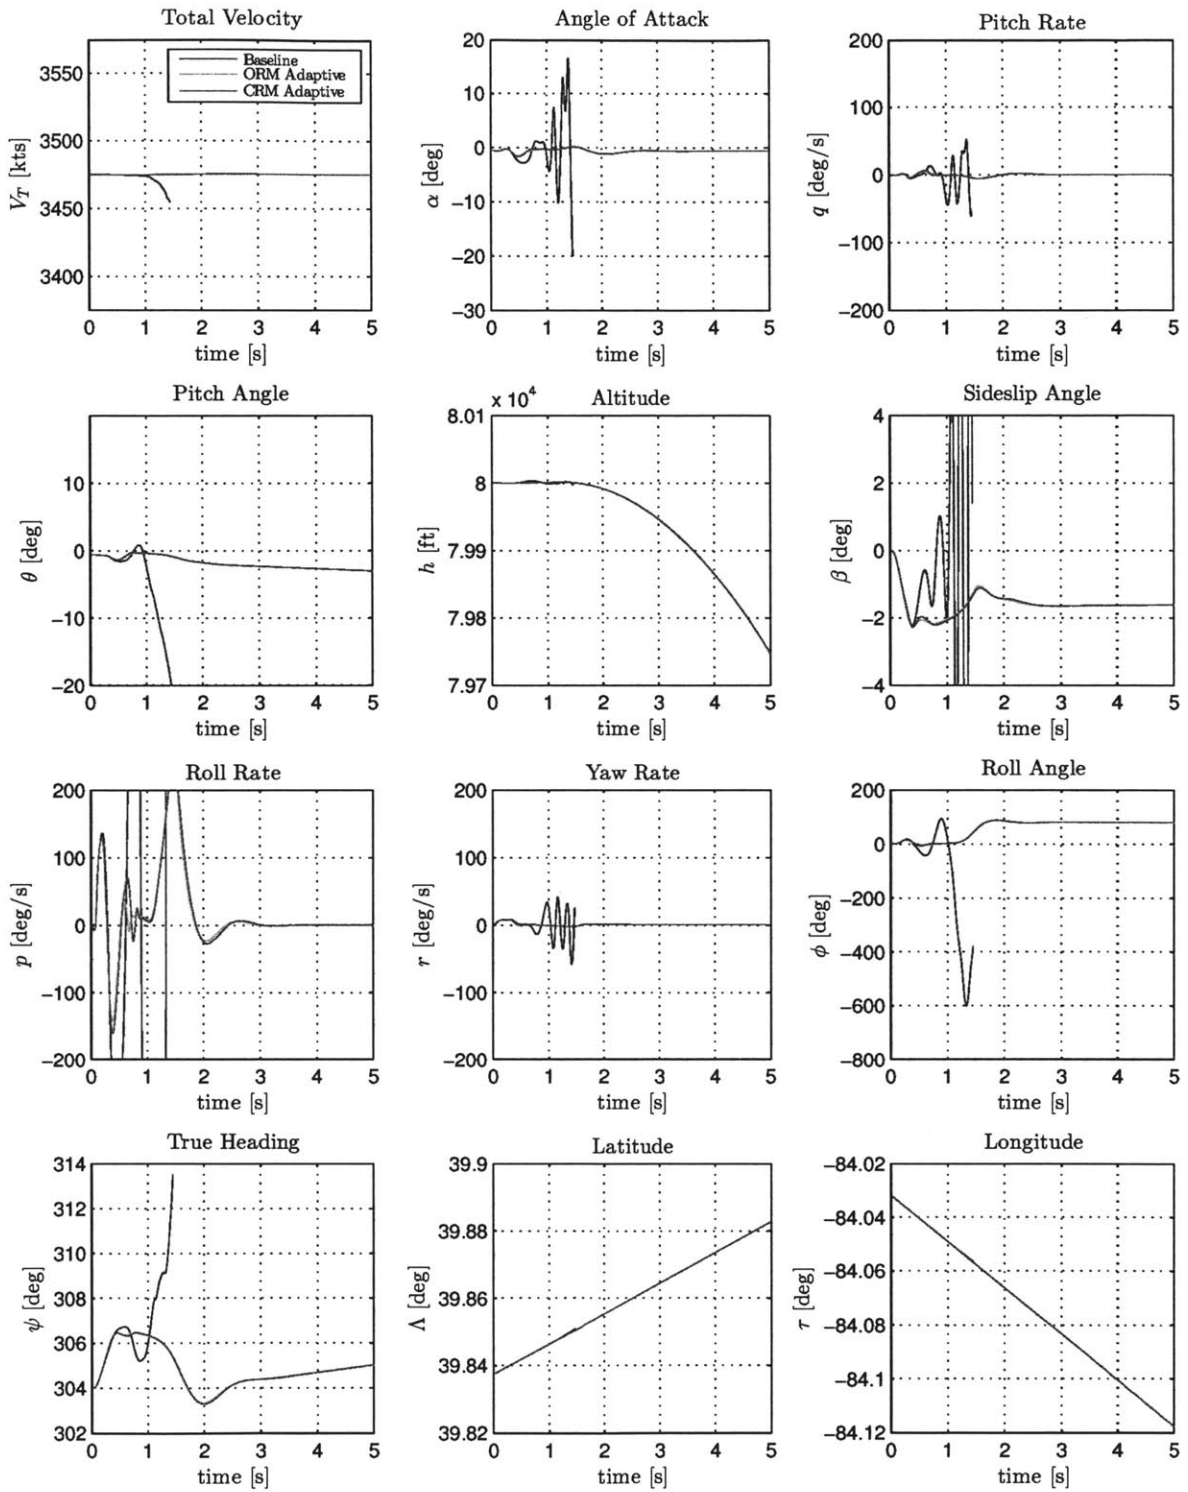 Total Velocity
3550
3500
3450
3400
V_T [kts]
Baseline
ORM Adaptive
CRM Adaptive
0 1 2 3 4 5
time [s]
Angle of Attack
20
10
0
−10
−20
−30
α [deg]
0 1 2 3 4 5
time [s]
Pitch Rate
200
100
0
−100
−200
q [deg/s]
0 1 2 3 4 5
time [s]
Pitch Angle
10
0
−10
−20
θ [deg]
0 1 2 3 4 5
time [s]
x 10⁴ Altitude
8.01
8
7.99
7.98
7.97
h [ft]
0 1 2 3 4 5
time [s]
Sideslip Angle
4
2
0
−2
−4
β [deg]
0 1 2 3 4 5
time [s]
Roll Rate
200
100
0
−100
−200
p [deg/s]
0 1 2 3 4 5
time [s]
Yaw Rate
200
100
0
−100
−200
r [deg/s]
0 1 2 3 4 5
time [s]
Roll Angle
200
0
−200
−400
−600
−800
ϕ [deg]
0 1 2 3 4 5
time [s]
True Heading
314
312
310
308
306
304
302
ψ [deg]
0 1 2 3 4 5
time [s]
Latitude
39.9
39.88
39.86
39.84
39.82
Λ [deg]
0 1 2 3 4 5
time [s]
Longitude
−84.02
−84.04
−84.06
−84.08
−84.1
−84.12
τ [deg]
0 1 2 3 4 5
time [s]